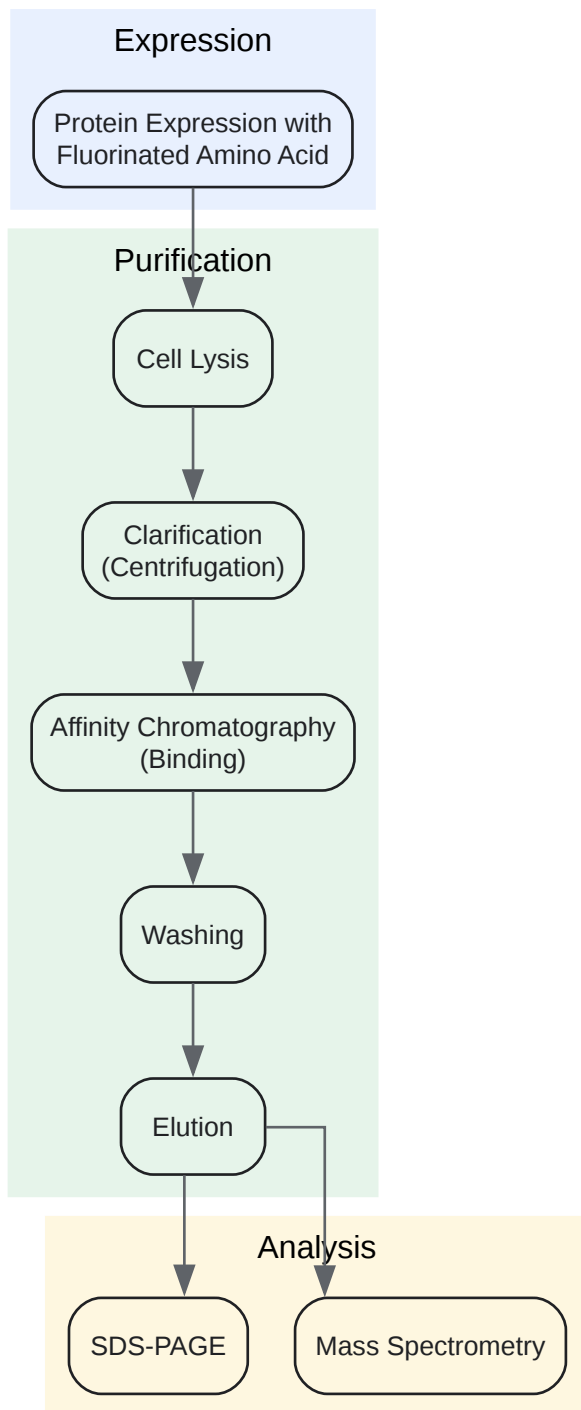 Expression
Protein Expression with
Fluorinated Amino Acid
Purification
Cell Lysis
Clarification
(Centrifugation)
Affinity Chromatography
(Binding)
Washing
Elution
Analysis
SDS-PAGE
Mass Spectrometry